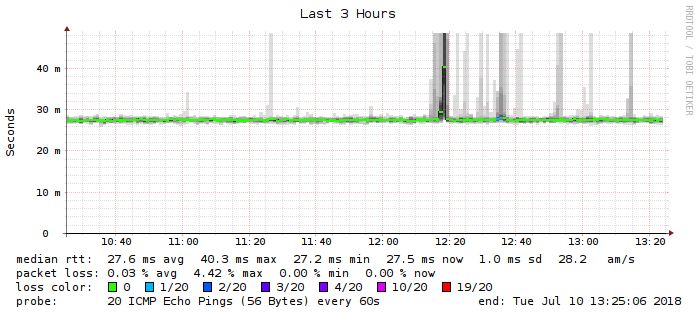 Last 3 Hours
RRDTOOL / TOBI OETIKER
Seconds
40 m
30 m
20 m
10 m
0
10:40 11:00 11:20 11:40 12:00 12:20 12:40 13:00 13:20
median rtt: 27.6 ms avg 40.3 ms max 27.2 ms min 27.5 ms now 1.0 ms sd 28.2 am/s
packet loss: 0.03 % avg 4.42 % max 0.00 % min 0.00 % now
loss color: 0 1/20 2/20 3/20 4/20 10/20 19/20
probe: 20 ICMP Echo Pings (56 Bytes) every 60s end: Tue Jul 10 13:25:06 2018